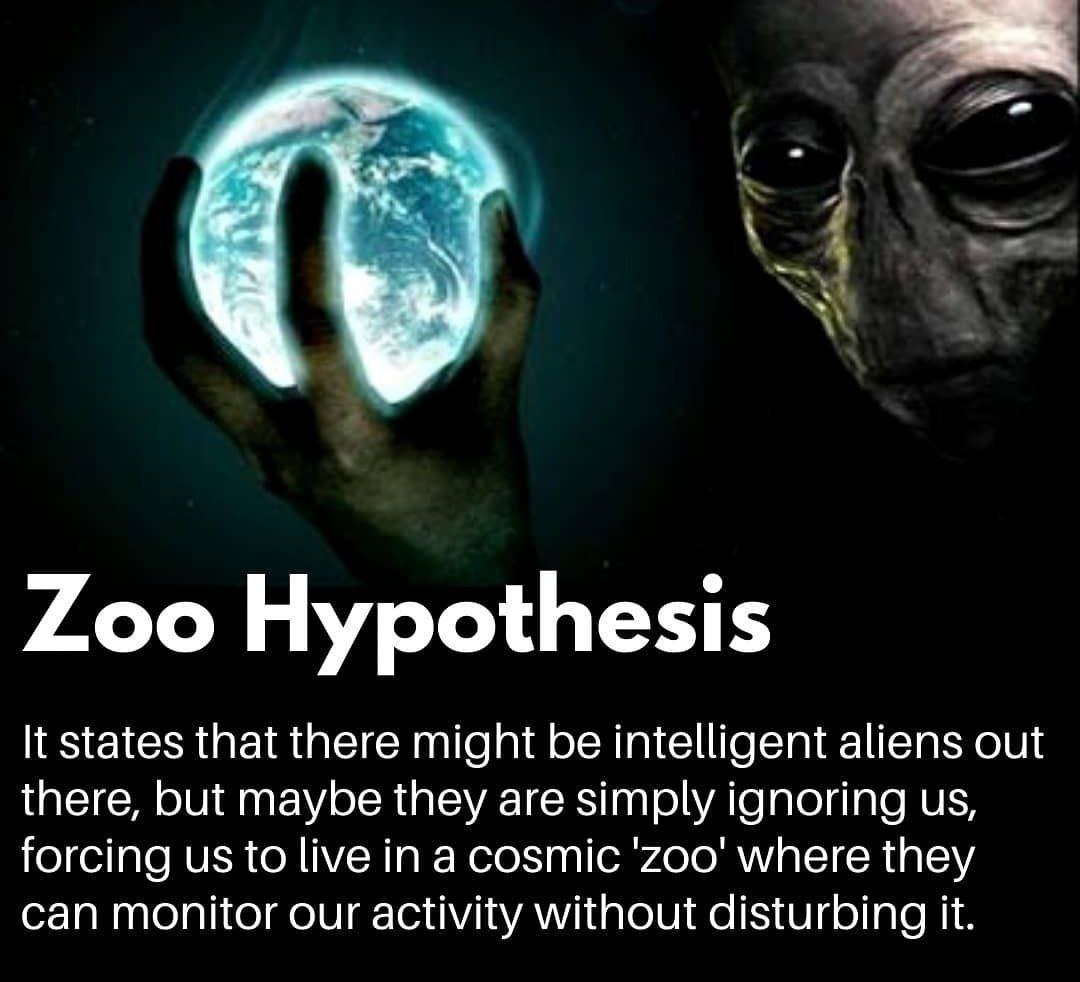 Zoo Hypothesis
It states that there might be intelligent aliens out
there, but maybe they are simply ignoring us,
forcing us to live in a cosmic 'zoo' where they
can monitor our activity without disturbing it.